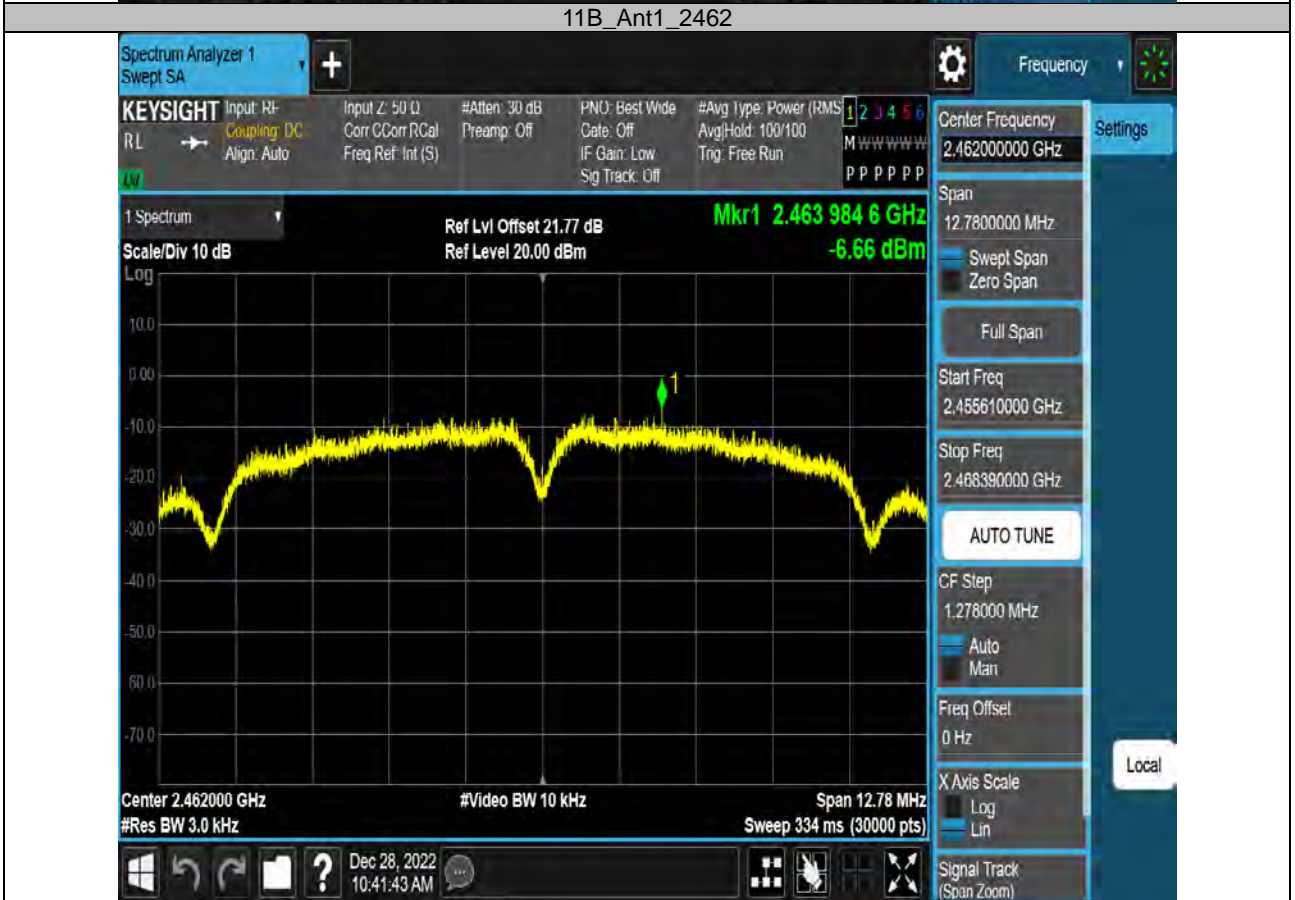 11B_Ant1_2462
Spectrum Analyzer 1
Swept SA
+
Frequency
KEYSIGHT
RL
Input: RF
Coupling: DC
Align: Auto
Input Z: 50 Ω
Corr CCorr RCal
Freq Ref: Int (S)
#Atten: 30 dB
Preamp: Off
PNO: Best Wide
Gate: Off
IF Gain: Low
Sig Track: Off
#Avg Type: Power (RMS
Avg|Hold: 100/100
Trig: Free Run
1 2 3 4 5 6
M W W W W W
P P P P P P
1 Spectrum
Scale/Div 10 dB
Ref Lvl Offset 21.77 dB
Ref Level 20.00 dBm
Mkr1 2.463 984 6 GHz
-6.66 dBm
Log
10.0
0.00
-10.0
-20.0
-30.0
-40.0
-50.0
-60.0
-70.0
1
Center 2.462000 GHz
#Res BW 3.0 kHz
#Video BW 10 kHz
Span 12.78 MHz
Sweep 334 ms (30000 pts)
Center Frequency
2.462000000 GHz
Settings
Span
12.7800000 MHz
Swept Span
Zero Span
Full Span
Start Freq
2.455610000 GHz
Stop Freq
2.468390000 GHz
AUTO TUNE
CF Step
1.278000 MHz
Auto
Man
Freq Offset
0 Hz
X Axis Scale
Log
Lin
Local
Signal Track
(Span Zoom)
?
Dec 28, 2022
10:41:43 AM